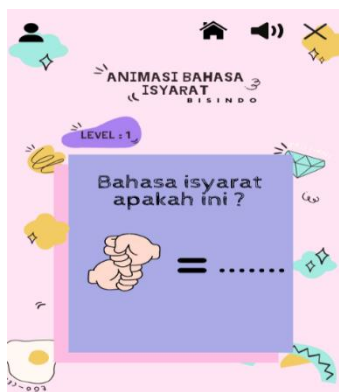 ANIMASI BAHASA
ISYARAT
BISINDO
LEVEL : 1
Bahasa isyarat
apakah ini ?
= .......